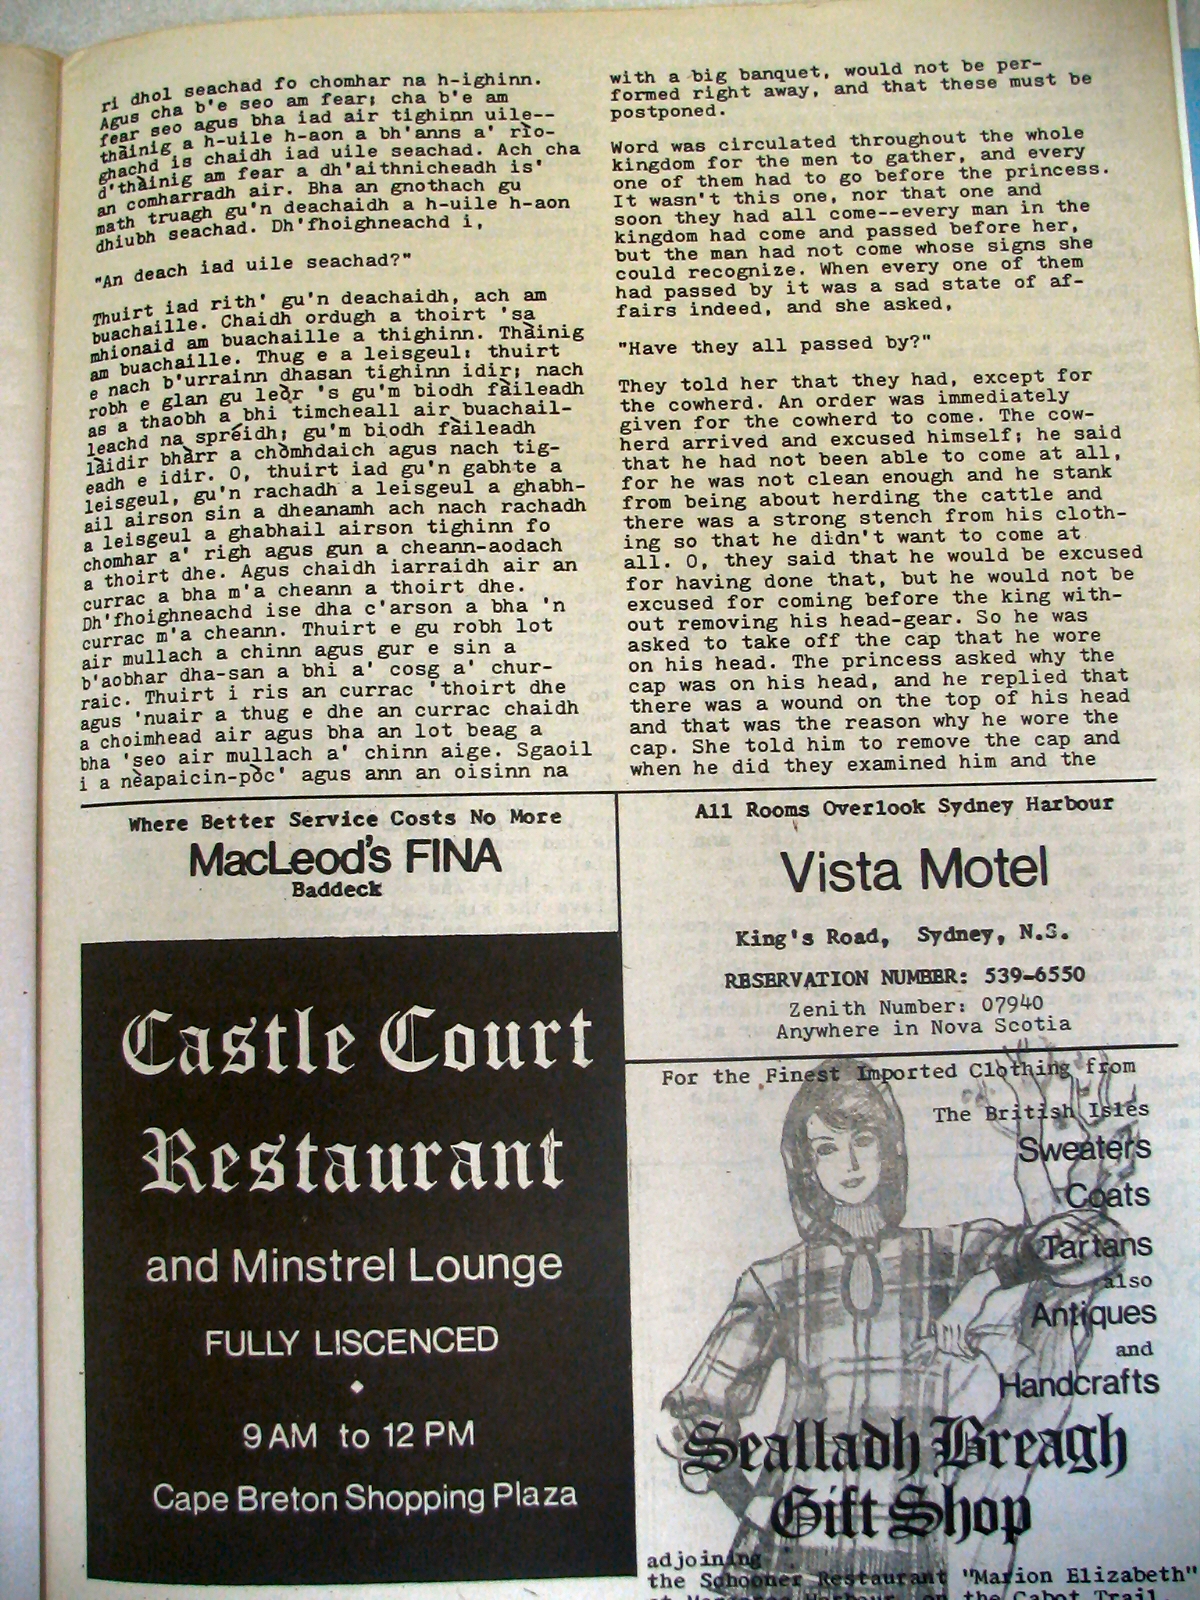 ri dhol seachad fo chomhar na h-ighinn.
Agus cha b'e seo am fear; cha b'e am
fear seo agus bha iad air tighinn uile--
thàinig a h-uile h-aon a bh'anns a' rìo-
ghachd is chaidh iad uile seachad. Ach cha
d'thàinig am fear a dh'aithnicheadh is'
an comharradh air. Bha an gnothach gu
math truagh gu'n deachaidh a h-uile h-aon
dhiubh seachad. Dh'fhoighneachd i,
"An deach iad uile seachad?"
Thuirt iad rith' gu'n deachaidh, ach am
buachaille. Chaidh ordugh a thoirt 'sa
mhionaid am buachaille a thighinn. Thàinig
am buachaille. Thug e a leisgeul: thuirt
e nach b'urrainn dhasan tighinn idir; nach
robh e glan gu leòr 's gu'm biodh fàileadh
as a thaobh a bhi timcheall air buachail-
leachd na spréidh; gu'm biodh fàileadh
làidir bhàrr a chòmhdaich agus nach tig-
eadh e idir. O, thuirt iad gu'n gabhte a
leisgeul, gu'n rachadh a leisgeul a ghabh-
ail airson sin a dheanamh ach nach rachadh
a leisgeul a ghabhail airson tighinn fo
chomhar a' righ agus gun a cheann-aodach
a thoirt dhe. Agus chaidh iarraidh air an
currac a bha m'a cheann a thoirt dhe.
Dh'fhoighneachd ise dha c'arson a bha 'n
currac m'a cheann. Thuirt e gu robh lot
air mullach a chinn agus gur e sin a
b'aobhar dha-san a bhi a' cosg a' chur-
raic. Thuirt i ris an currac 'thoirt dhe
agus 'nuair a thug e dhe an currac chaidh
a choimhead air agus bha an lot beag a
bha 'seo air mullach a' chinn aige. Sgaoil
i a nèapaicin-pòc' agus ann an oisinn na
with a big banquet, would not be per-
formed right away, and that these must be
postponed.
Word was circulated throughout the whole
kingdom for the men to gather, and every
one of them had to go before the princess.
It wasn't this one, nor that one and
soon they had all come--every man in the
kingdom had come and passed before her,
but the man had not come whose signs she
could recognize. When every one of them
had passed by it was a sad state of af-
fairs indeed, and she asked,
"Have they all passed by?"
They told her that they had, except for
the cowherd. An order was immediately
given for the cowherd to come. The cow-
herd arrived and excused himself; he said
that he had not been able to come at all,
for he was not clean enough and he stank
from being about herding the cattle and
there was a strong stench from his cloth-
ing so that he didn't want to come at
all. O, they said that he would be excused
for having done that, but he would not be
excused for coming before the king with-
out removing his head-gear. So he was
asked to take off the cap that he wore
on his head. The princess asked why the
cap was on his head, and he replied that
there was a wound on the top of his head
and that was the reason why he wore the
cap. She told him to remove the cap and
when he did they examined him and the
Where Better Service Costs No More
MacLeod's FINA
Baddeck
Castle Court
Restaurant
and Minstrel Lounge
FULLY LISCENCED
9 AM to 12 PM
Cape Breton Shopping Plaza
All Rooms Overlook Sydney Harbour
Vista Motel
King's Road, Sydney, N.S.
RESERVATION NUMBER: 539-6550
Zenith Number: 07940
Anywhere in Nova Scotia
For the Finest Imported Clothing from
The British Isles
Sweaters
Coats
Tartans
also
Antiques
and
Handcrafts
Sealladh Breagh
Gift Shop
adjoining
the Schooner Restaurant "Marion Elizabeth"
at Margaree Harbour, on the Cabot Trail